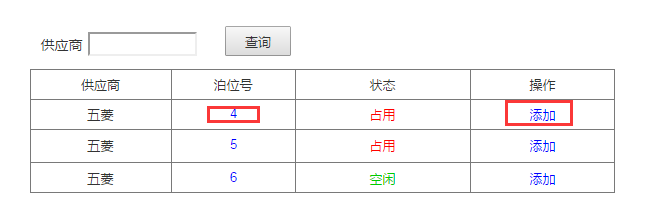 供应商 查询
供应商 泊位号 状态 操作
五菱 4 占用 添加
五菱 5 占用 添加
五菱 6 空闲 添加